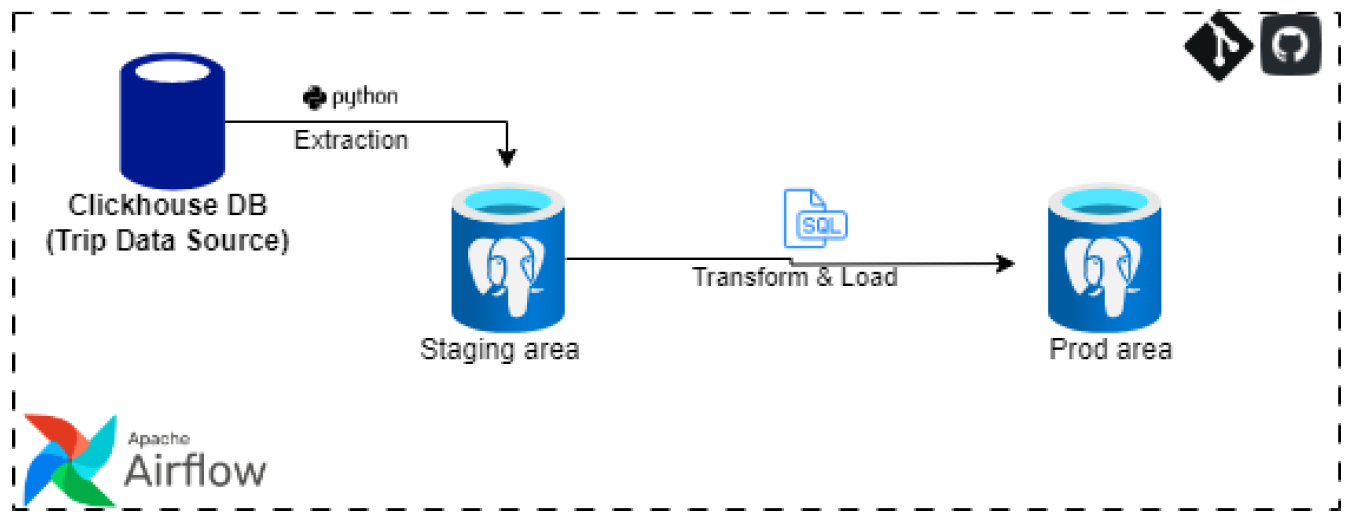 python
Extraction
Clickhouse DB
(Trip Data Source)
SQL
Transform & Load
Staging area
Prod area
Apache
Airflow